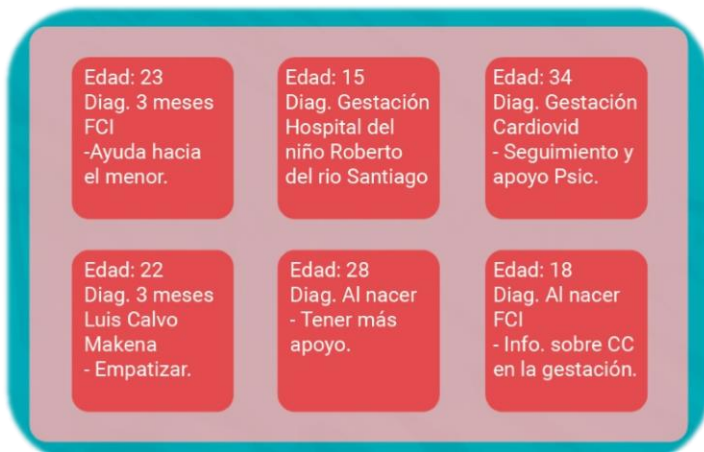 Edad: 23
Diag. 3 meses
FCI
-Ayuda hacia
el menor.
Edad: 15
Diag. Gestación
Hospital del
niño Roberto
del rio Santiago
Edad: 34
Diag. Gestación
Cardiovid
- Seguimiento y
apoyo Psic.
Edad: 22
Diag. 3 meses
Luis Calvo
Makena
- Empatizar.
Edad: 28
Diag. Al nacer
- Tener más
apoyo.
Edad: 18
Diag. Al nacer
FCI
- Info. sobre CC
en la gestación.